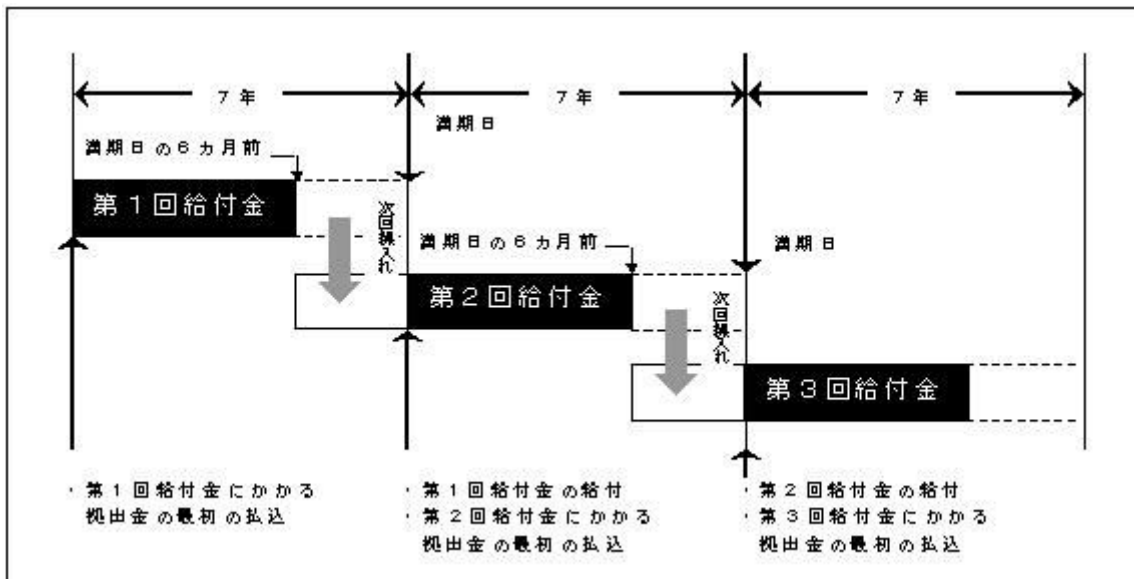 7年
7年
7年
満期日
満期日の6カ月前
第1回給付金
次回繰入れ
満期日の6カ月前
満期日
第2回給付金
次回繰入れ
第3回給付金
・第1回給付金にかかる
拠出金の最初の払込
・第1回給付金の給付
・第2回給付金にかかる
拠出金の最初の払込
・第2回給付金の給付
・第3回給付金にかかる
拠出金の最初の払込